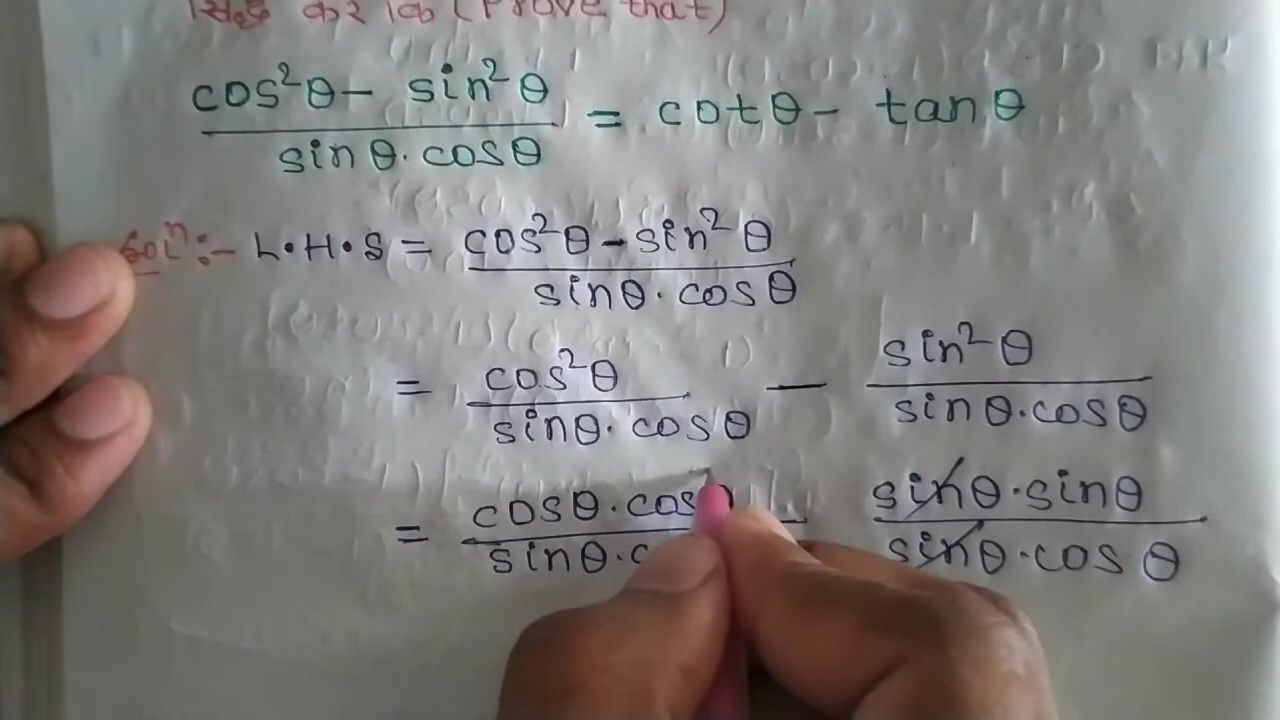 सिद्ध करें कि (Prove that)
cos²θ - sin²θ
sinθ.cosθ
= cotθ - tanθ
Solⁿ:- L.H.S = cos²θ - sin²θ
sinθ.cosθ
= cos²θ
sinθ.cosθ
- sin²θ
sinθ.cosθ
= cosθ.cos
sinθ.c
- sinθ.sinθ
sinθ.cosθ